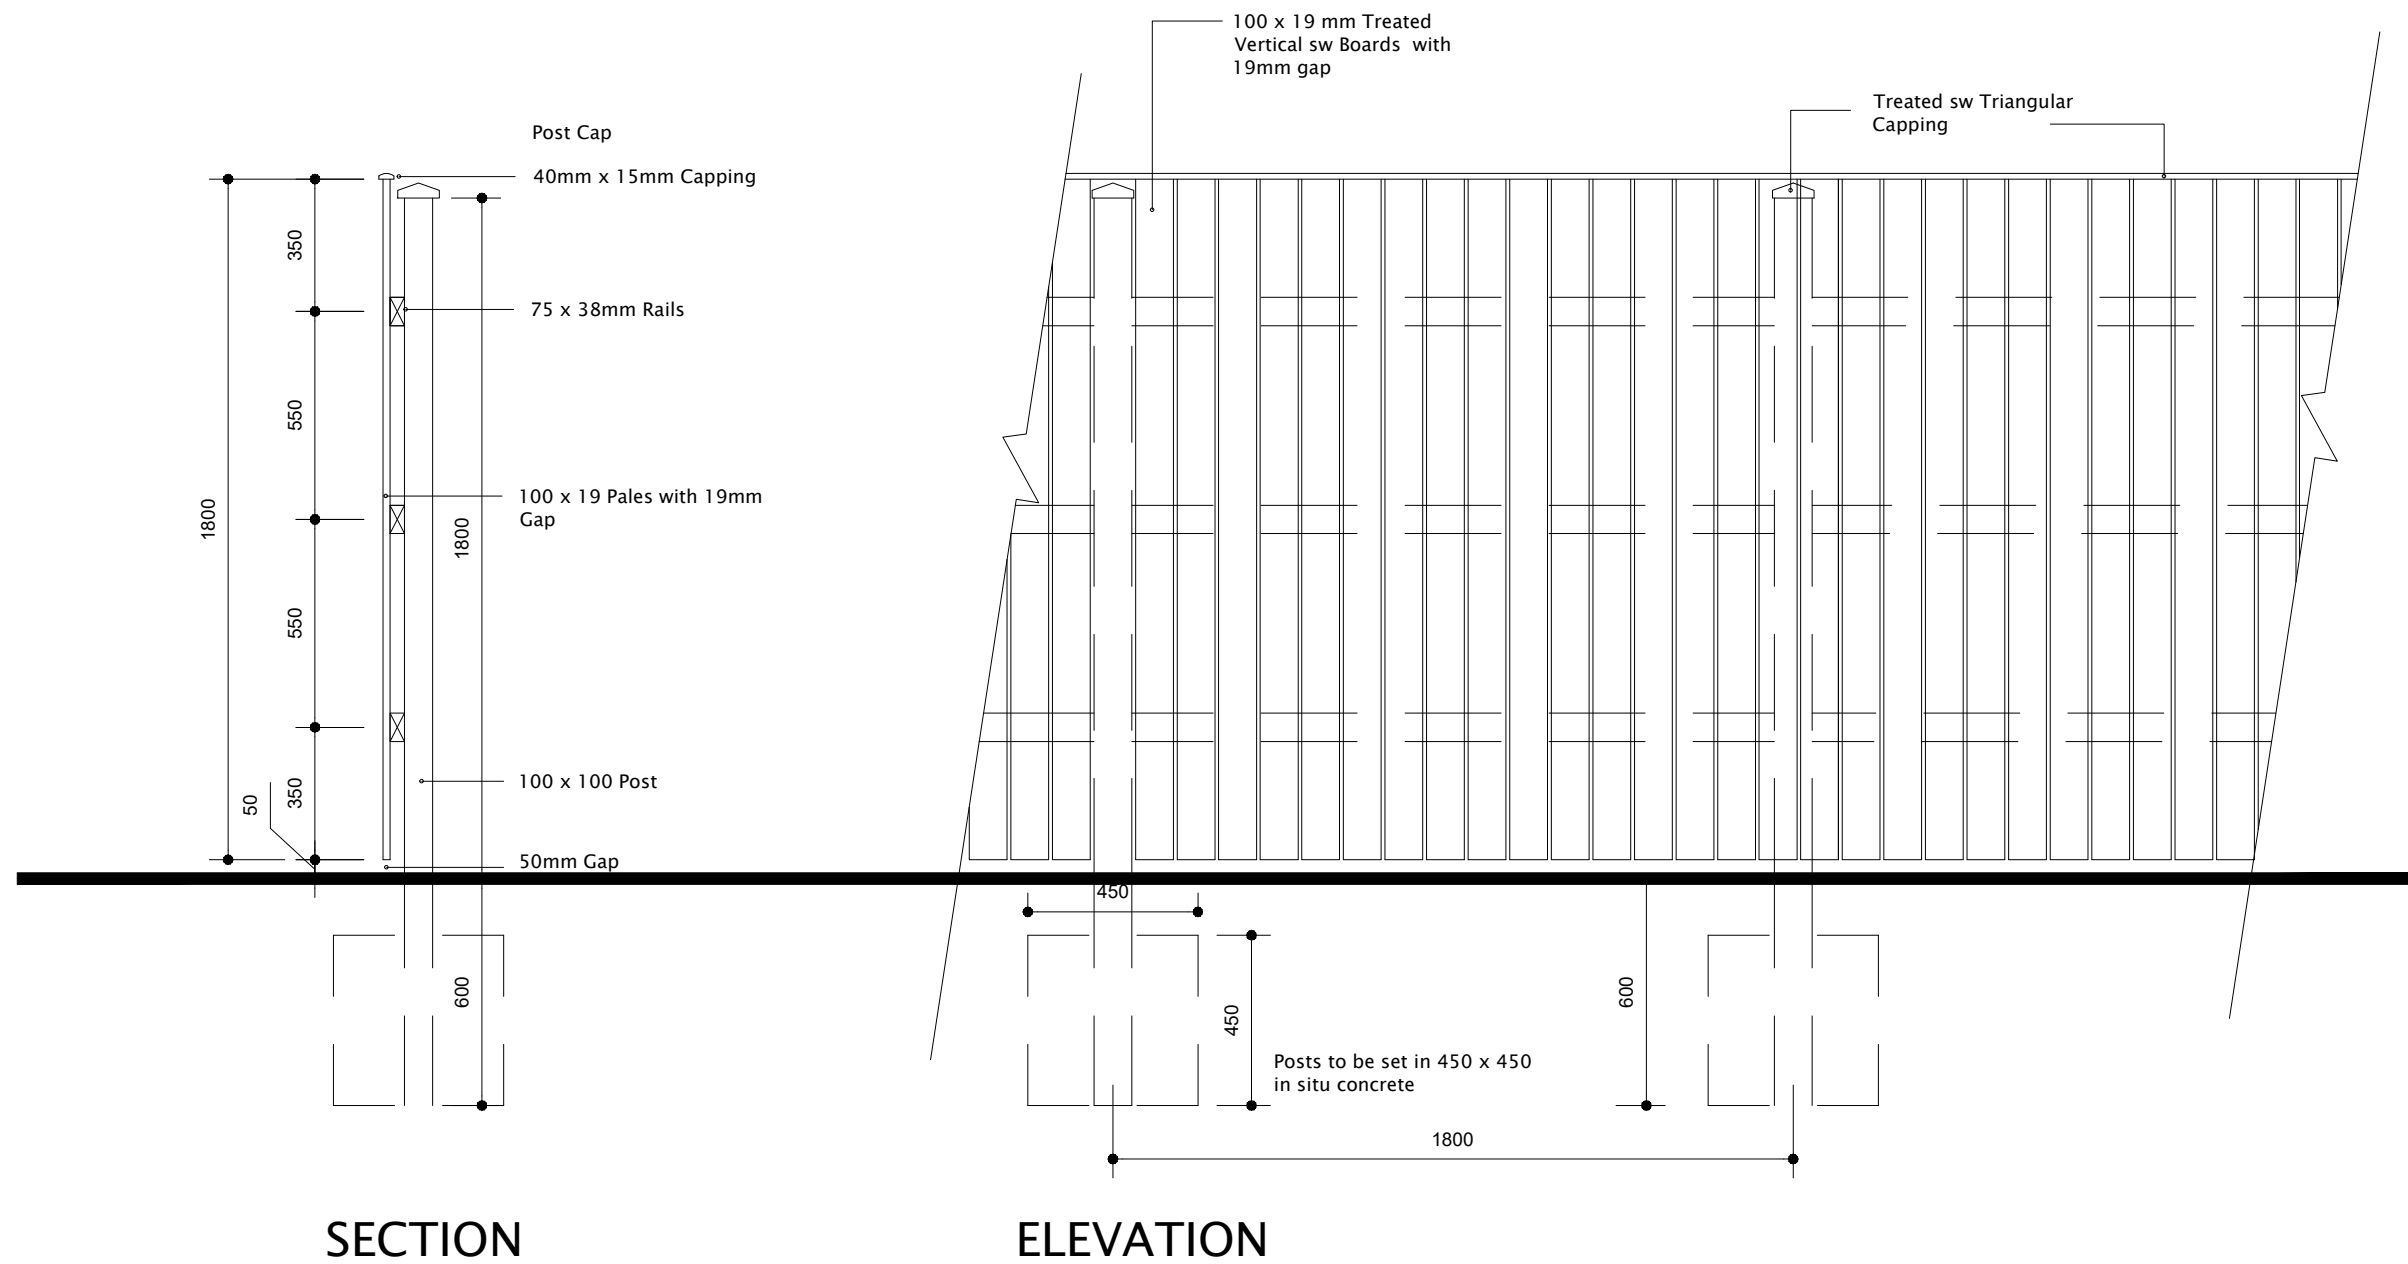 100 x 19 mm Treated
Vertical sw Boards  with
19mm gap
Treated sw Triangular
Capping
Post Cap
40mm x 15mm Capping
350
75 x 38mm Rails
550
100 x 19 Pales with 19mm
Gap
1800
1800
550
100 x 100 Post
350
50
50mm Gap
450
600
450
600
Posts to be set in 450 x 450
in situ concrete
1800
SECTION
ELEVATION